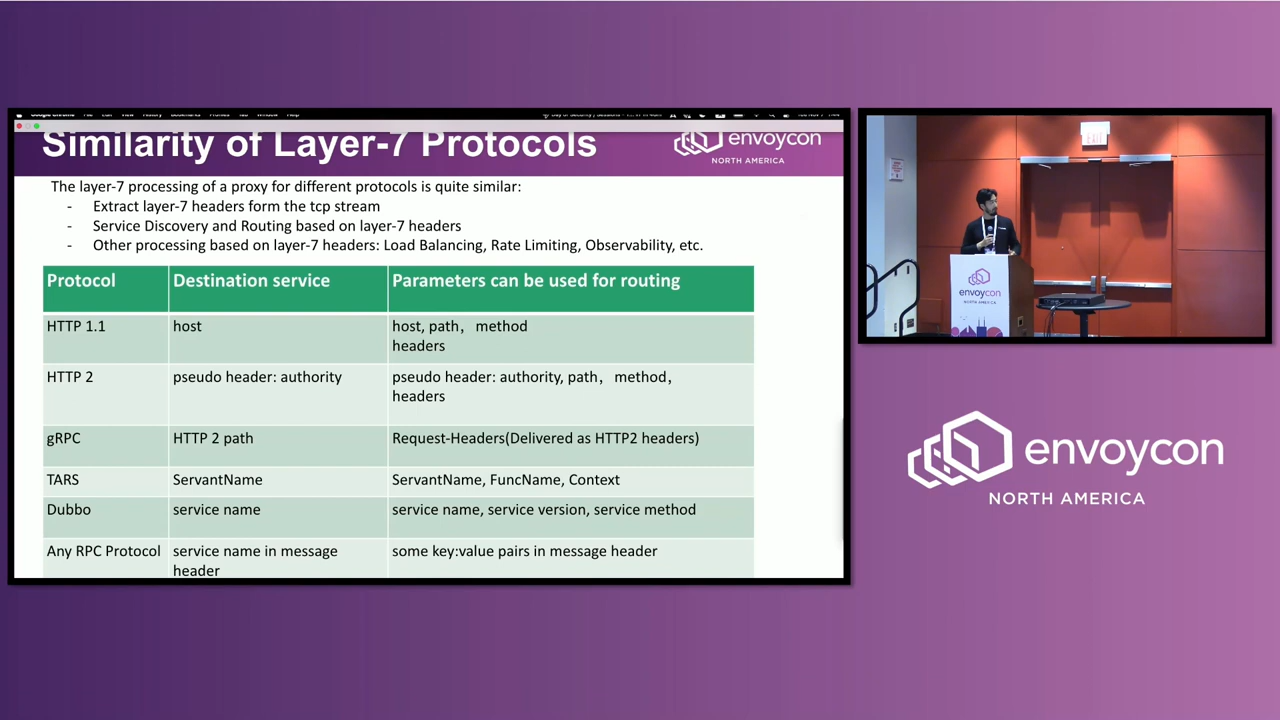 Similarity of Layer-7 Protocols
envoycon
NORTH AMERICA
The layer-7 processing of a proxy for different protocols is quite similar:
- Extract layer-7 headers form the tcp stream
- Service Discovery and Routing based on layer-7 headers
- Other processing based on layer-7 headers: Load Balancing, Rate Limiting, Observability, etc.
Protocol Destination service Parameters can be used for routing
HTTP 1.1 host host, path, method
headers
HTTP 2 pseudo header: authority pseudo header: authority, path, method,
headers
gRPC HTTP 2 path Request-Headers(Delivered as HTTP2 headers)
TARS ServantName ServantName, FuncName, Context
Dubbo service name service name, service version, service method
Any RPC Protocol service name in message some key:value pairs in message header
header
EXIT
envoycon
NORTH AMERICA
envoycon
NORTH AMERICA